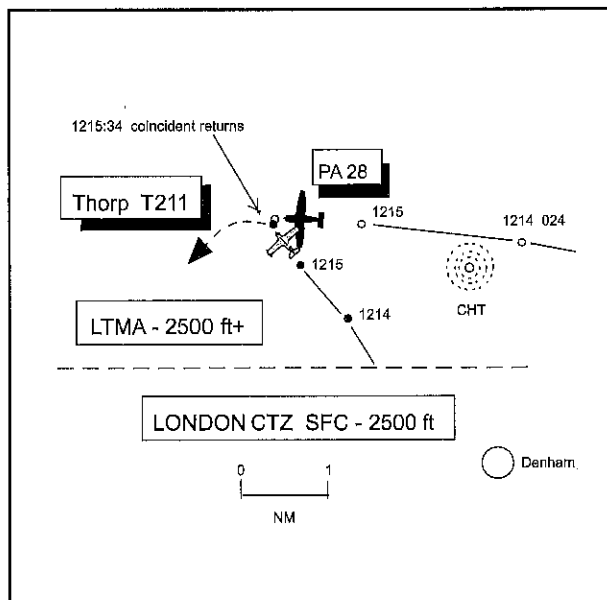 1215:34 coincident returns
PA 28
Thorp T211
1215
1214 024
1215
CHT
LTMA - 2500 ft+
1214
LONDON CTZ SFC - 2500 ft
0 1
Denham
NM